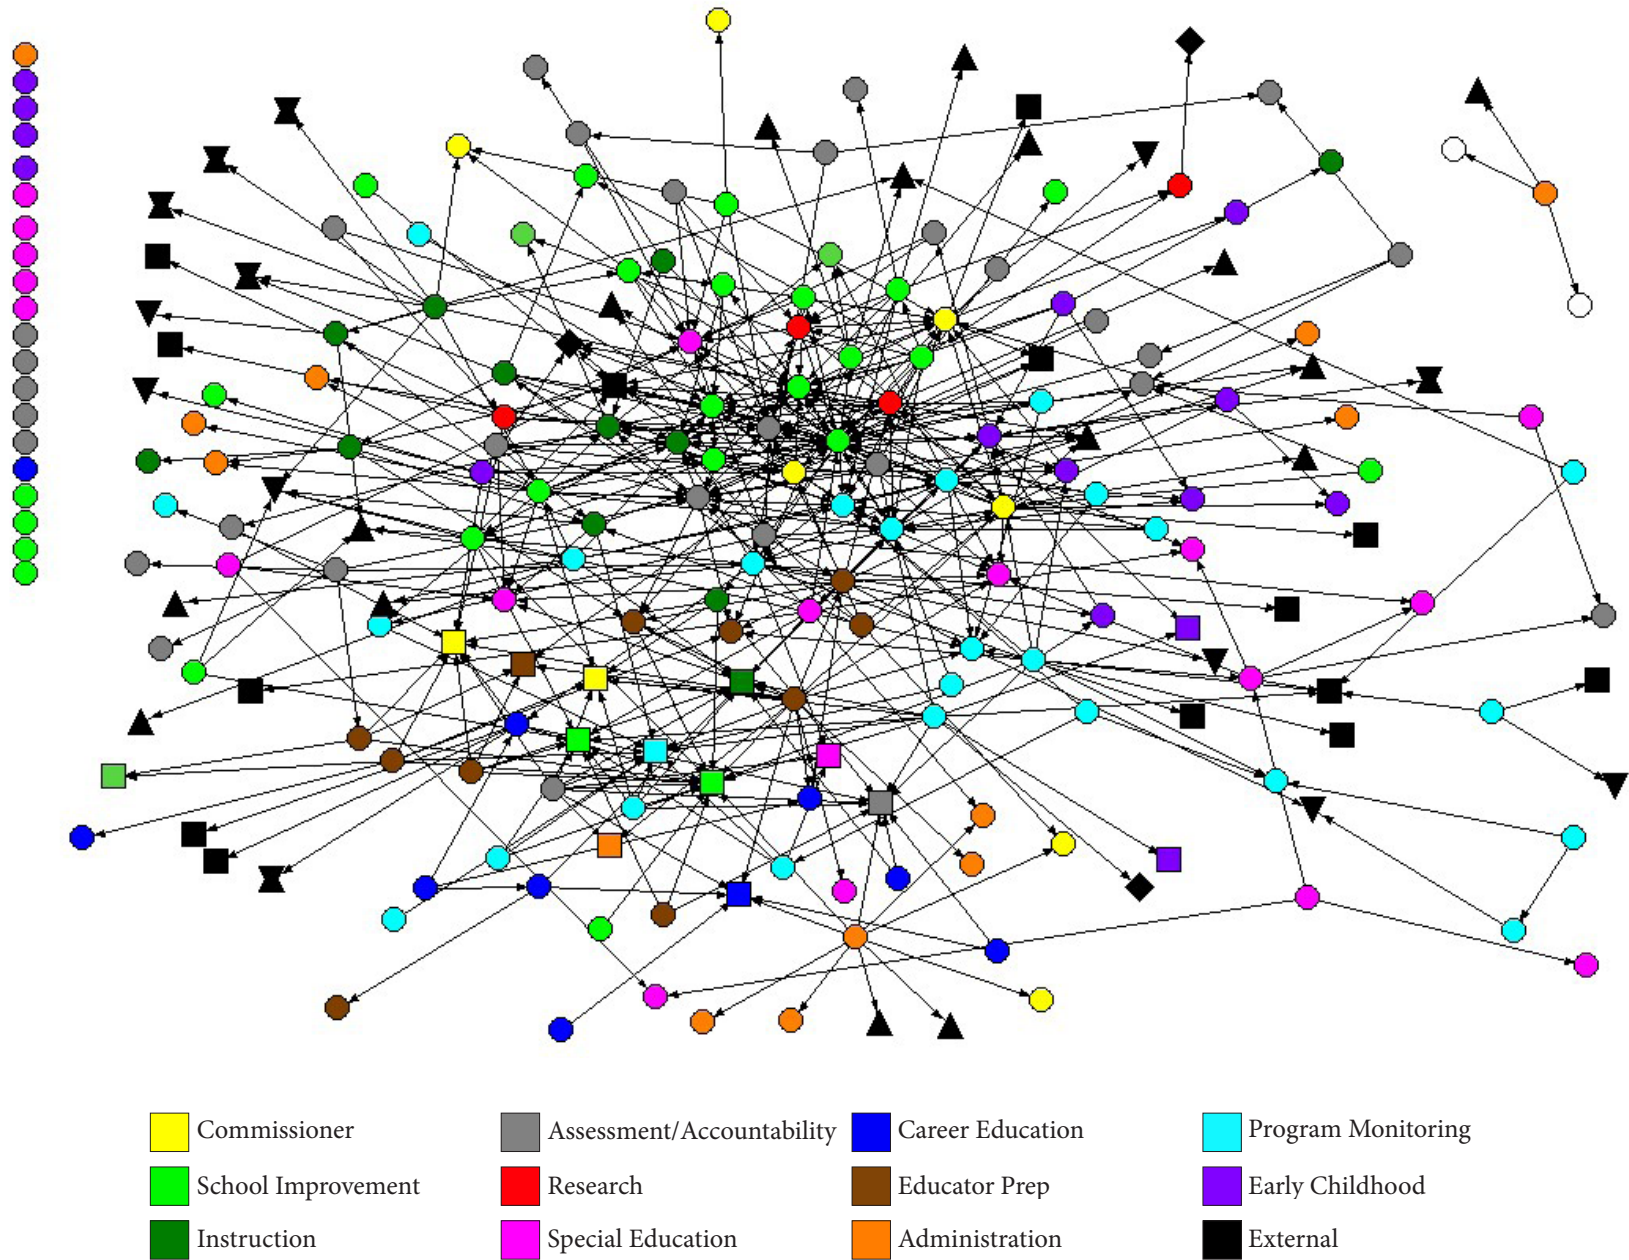 Commissioner
Assessment/Accountability
Career Education
Program Monitoring
School Improvement
Research
Educator Prep
Early Childhood
Instruction
Special Education
Administration
External